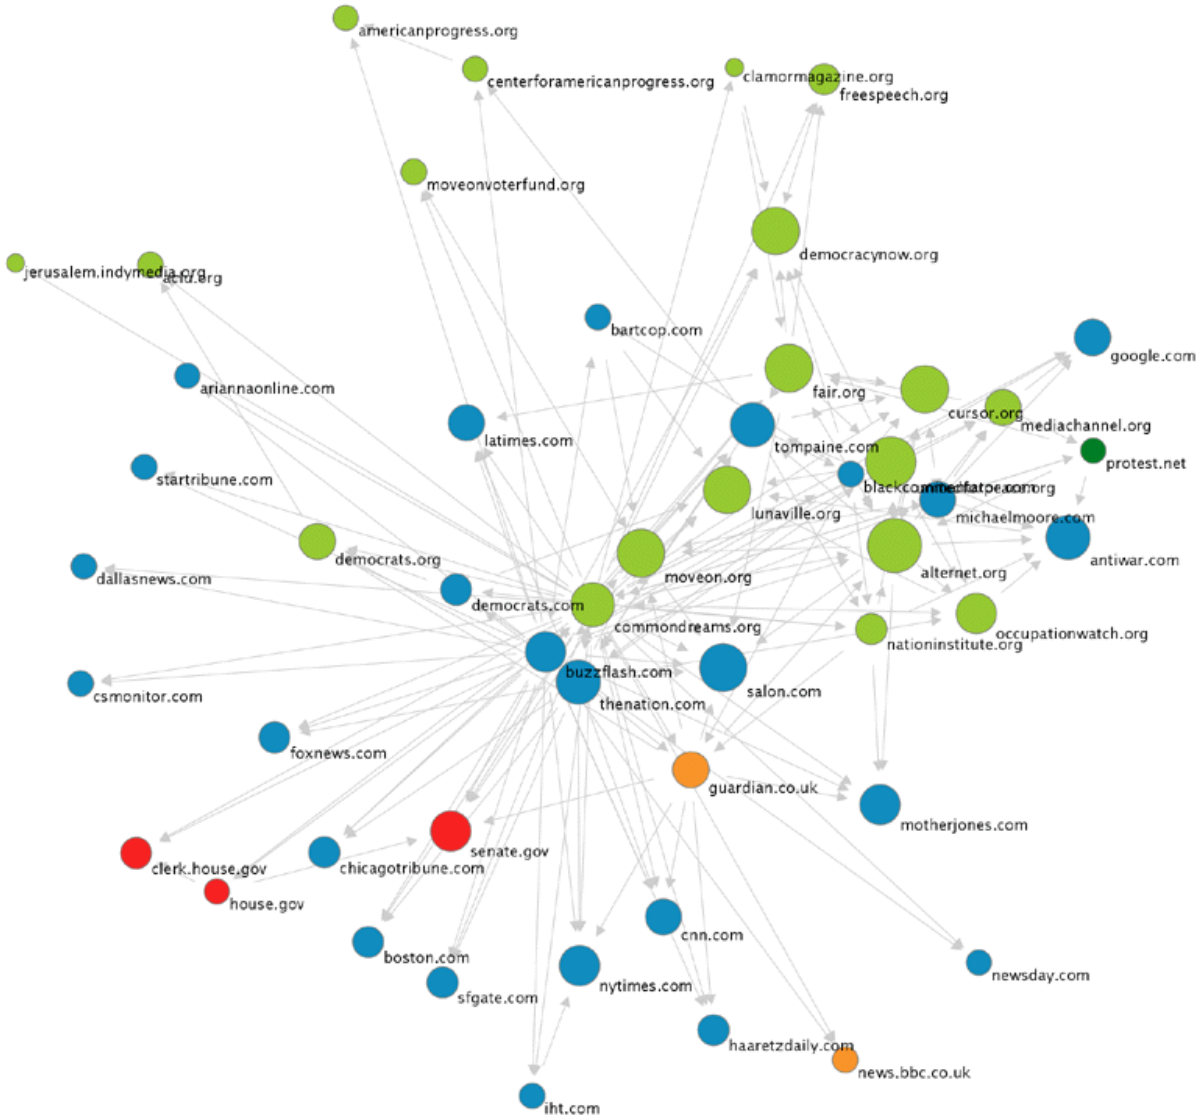 americanprogress.org
centerforamericanprogress.org
clamormagazine.org
freespeech.org
moveonvoterfund.org
democracynow.org
jerusalem.indymedia.org
aclu.org
bartcop.com
google.com
ariannaonline.com
fair.org
cursor.org
mediachannel.org
latimes.com
tompaine.com
protest.net
startribune.com
blackcommentator.com
lunaville.org
michaelmoore.com
democrats.org
antiwar.com
alternet.org
moveon.org
dallasnews.com
democrats.com
commondreams.org
occupationwatch.org
nationinstitute.org
buzzflash.com
salon.com
csmonitor.com
thenation.com
foxnews.com
guardian.co.uk
motherjones.com
senate.gov
clerk.house.gov
chicagotribune.com
house.gov
cnn.com
boston.com
newsday.com
nytimes.com
sfgate.com
haaretzdaily.com
news.bbc.co.uk
iht.com